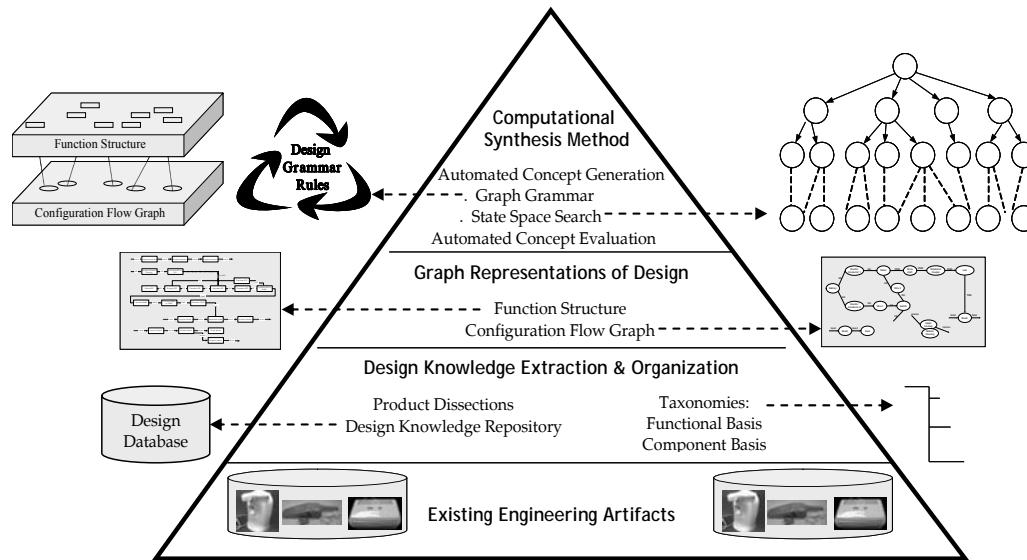 Computational
Synthesis Method
Function Structure
Configuration Flow Graph
Design
Grammar
Rules
Automated Concept Generation
. Graph Grammar
. State Space Search
Automated Concept Evaluation
Graph Representations of Design
Function Structure
Configuration Flow Graph
Design Knowledge Extraction & Organization
Design
Database
Product Dissections
Design Knowledge Repository
Taxonomies:
Functional Basis
Component Basis
Existing Engineering Artifacts